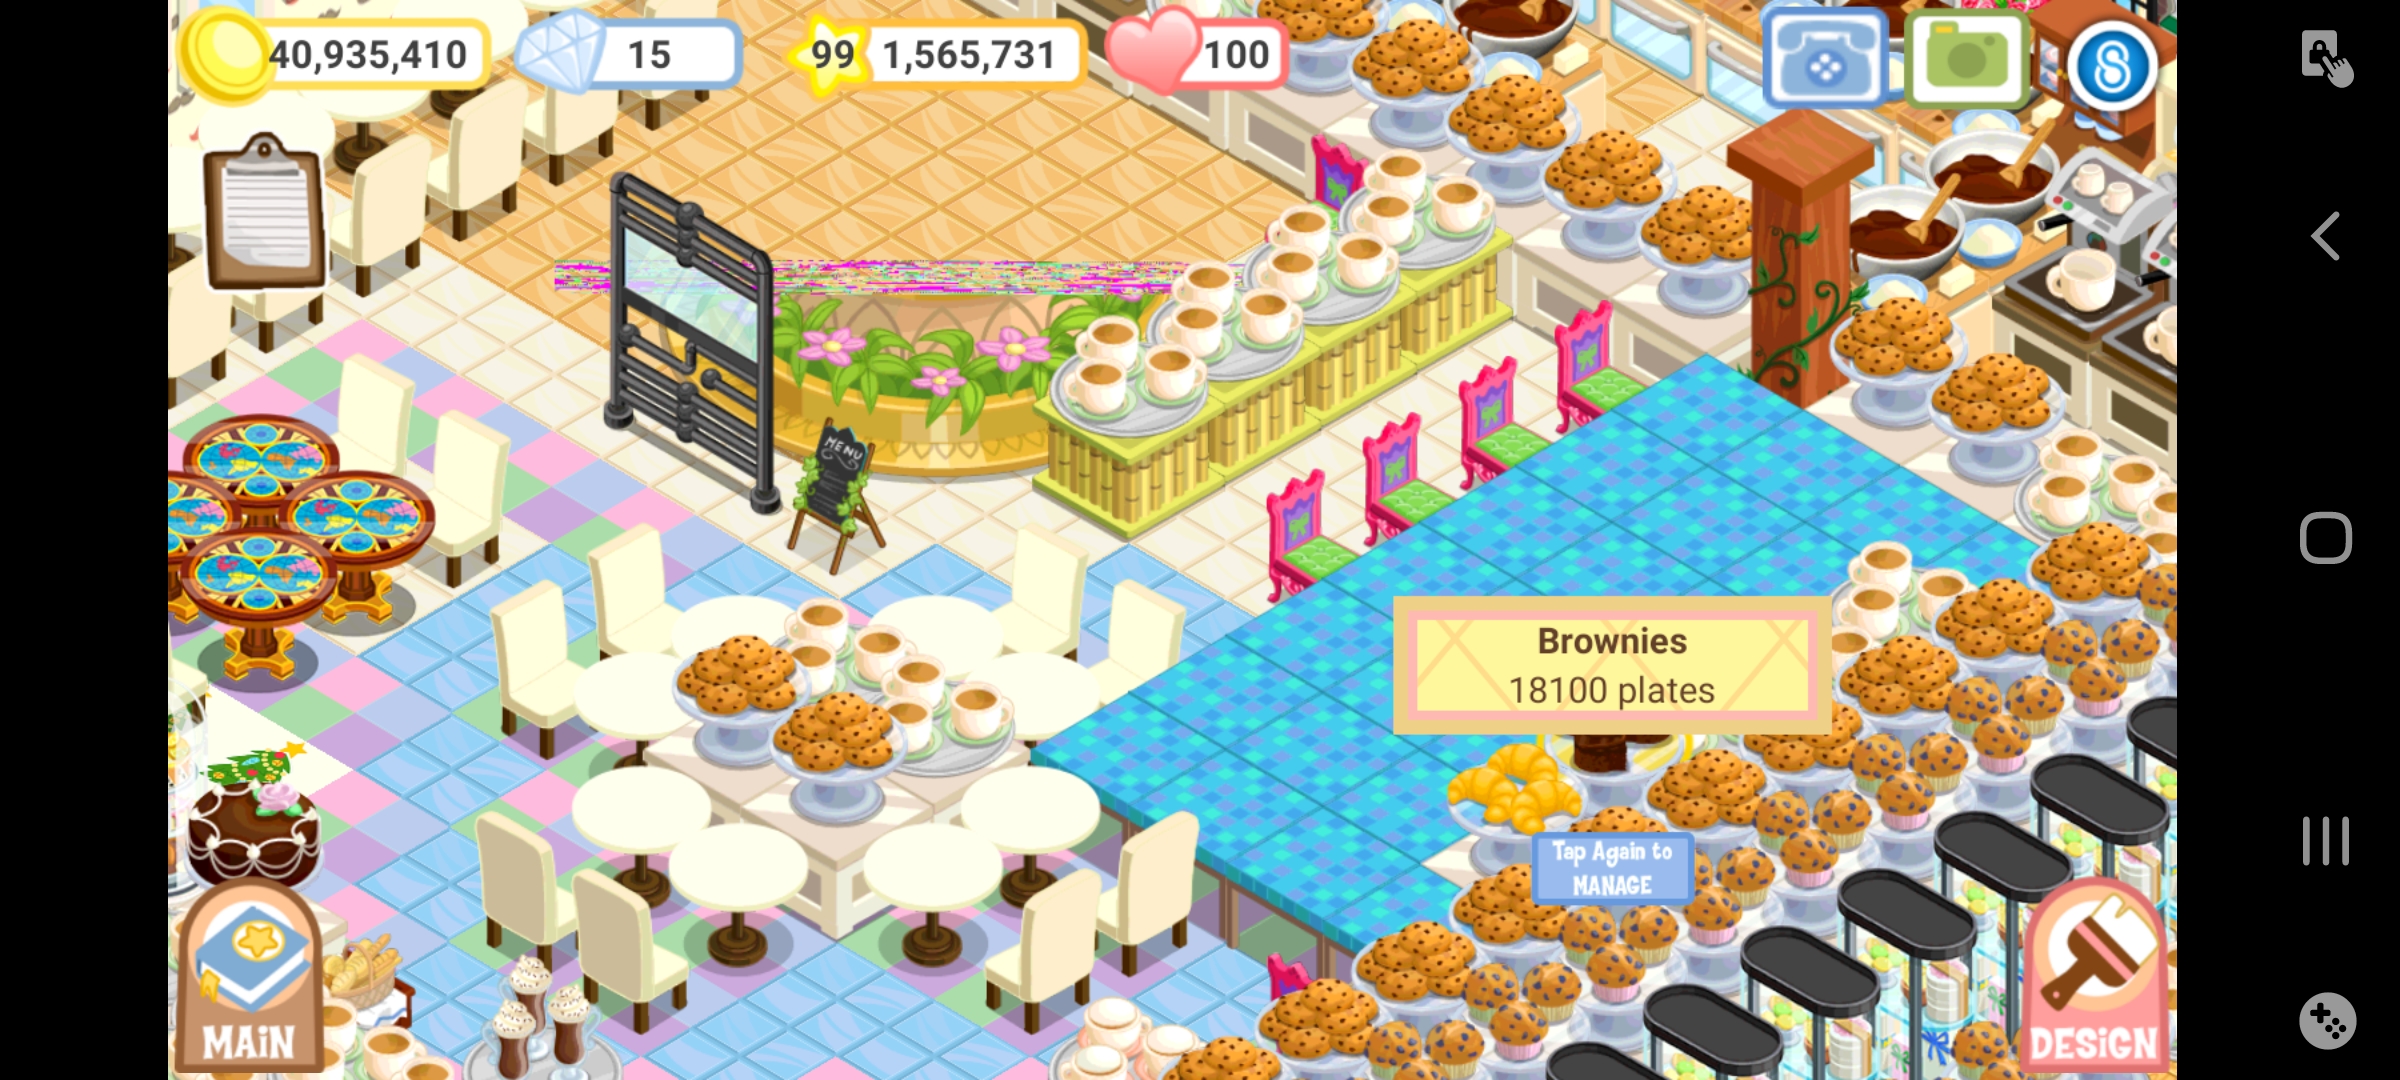 40,935,410
15
99
1,565,731
100
MENU
Brownies
18100 plates
Tap Again to
MANAGE
MAiN
DESiGN